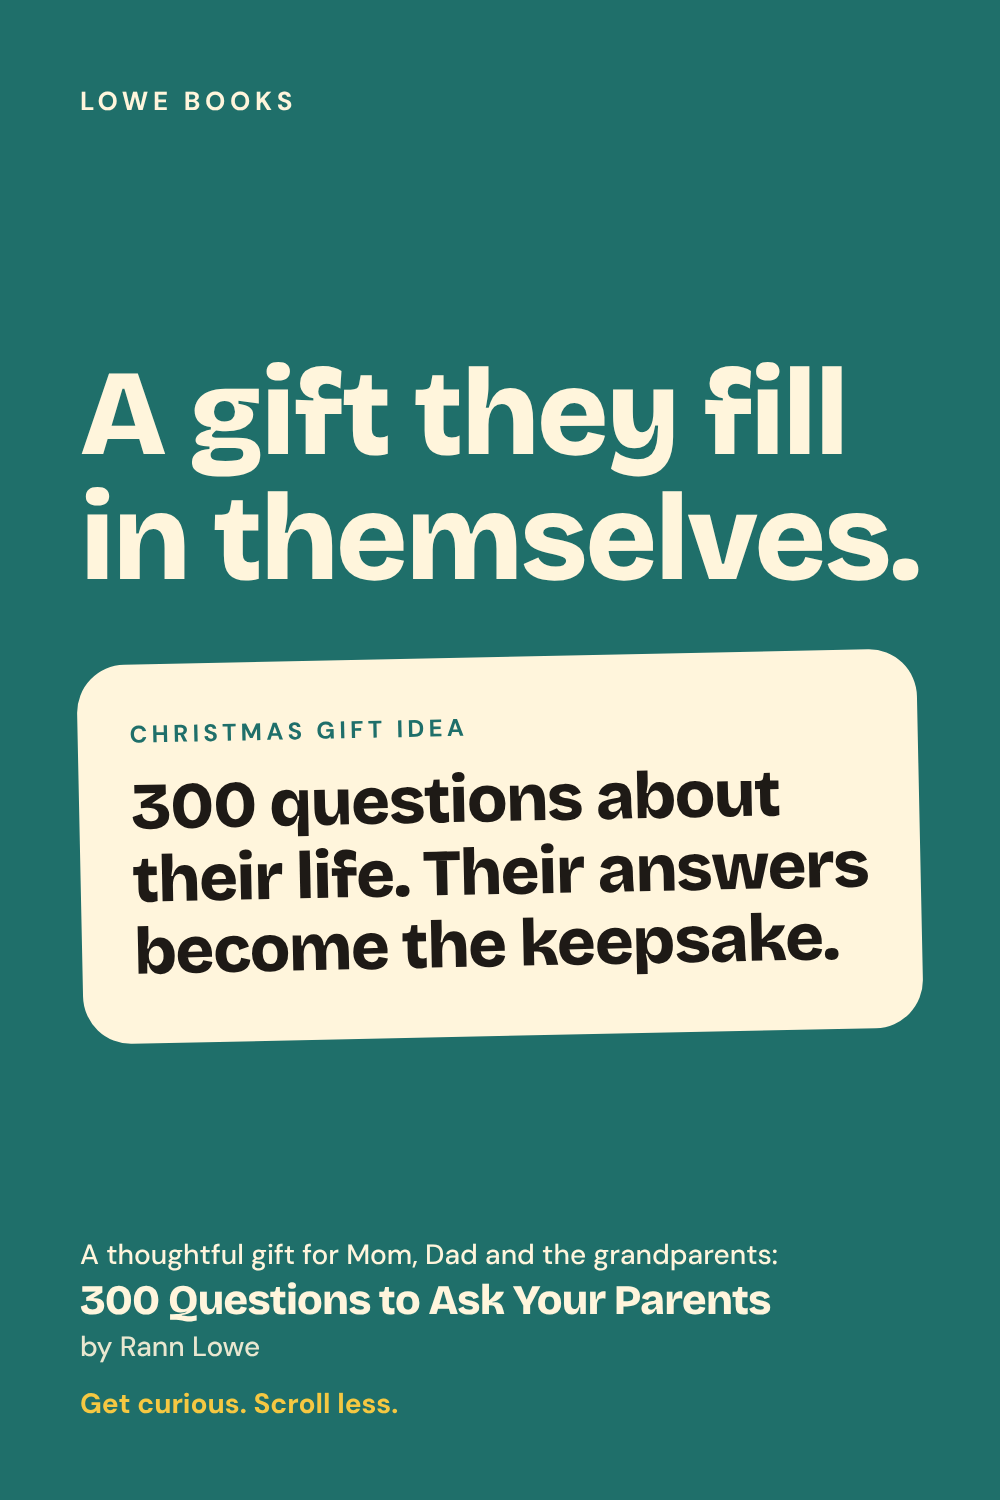 LOWE BOOKS
A gift they fill
in themselves.
CHRISTMAS GIFT IDEA
300 questions about
their life. Their answers
become the keepsake.
A thoughtful gift for Mom, Dad and the grandparents:
300 Questions to Ask Your Parents
by Rann Lowe
Get curious. Scroll less.